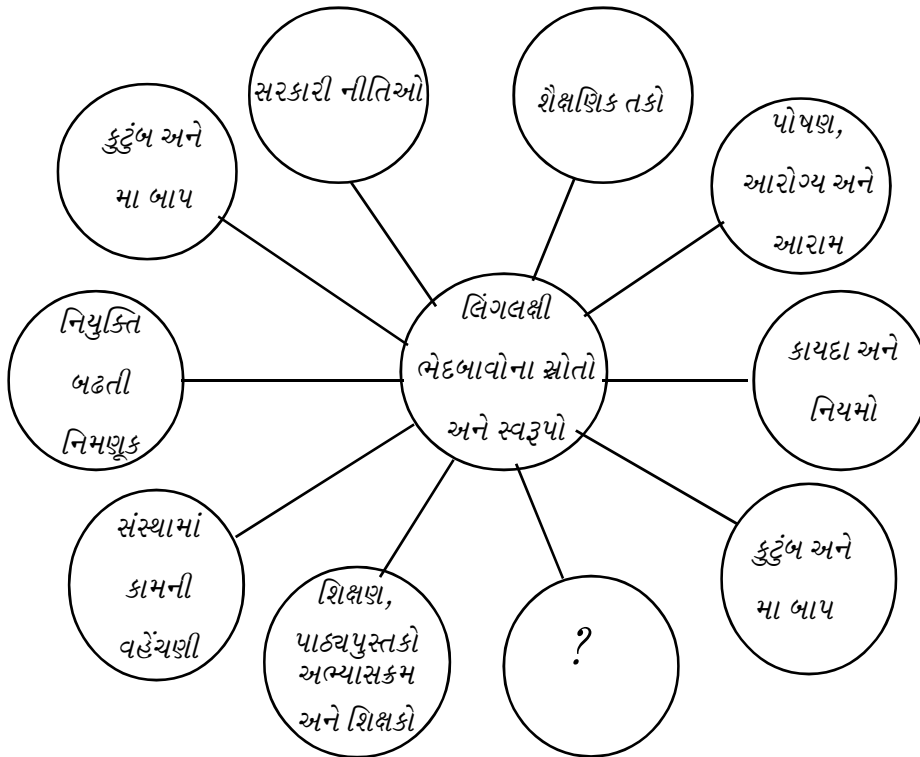 સરકારી નીતિઓ
શૈક્ષણિક તકો
કુટુંબ અને
મા બાપ
પોષણ,
આરોગ્ય અને
આરામ
લિંગલક્ષી
ભેદબાવોના સ્રોતો
અને સ્વરૂપો
નિયુક્તિ
બઢતી
નિમણૂક
કાયદા અને
નિયમો
સંસ્થામાં
કામની
વહેંચણી
કુટુંબ અને
મા બાપ
શિક્ષણ,
પાઠ્યપુસ્તકો
અભ્યાસક્રમ
અને શિક્ષકો
?